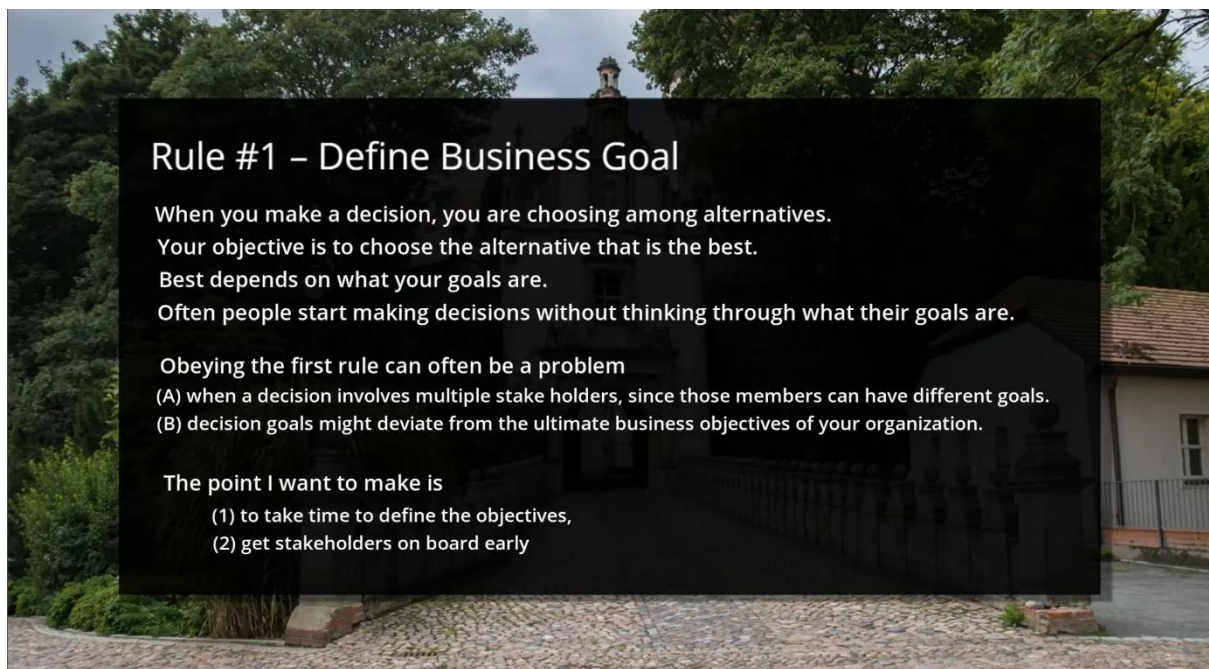 Rule #1 – Define Business Goal
When you make a decision, you are choosing among alternatives.
Your objective is to choose the alternative that is the best.
Best depends on what your goals are.
Often people start making decisions without thinking through what their goals are.
Obeying the first rule can often be a problem
(A) when a decision involves multiple stake holders, since those members can have different goals.
(B) decision goals might deviate from the ultimate business objectives of your organization.
The point I want to make is
(1) to take time to define the objectives,
(2) get stakeholders on board early